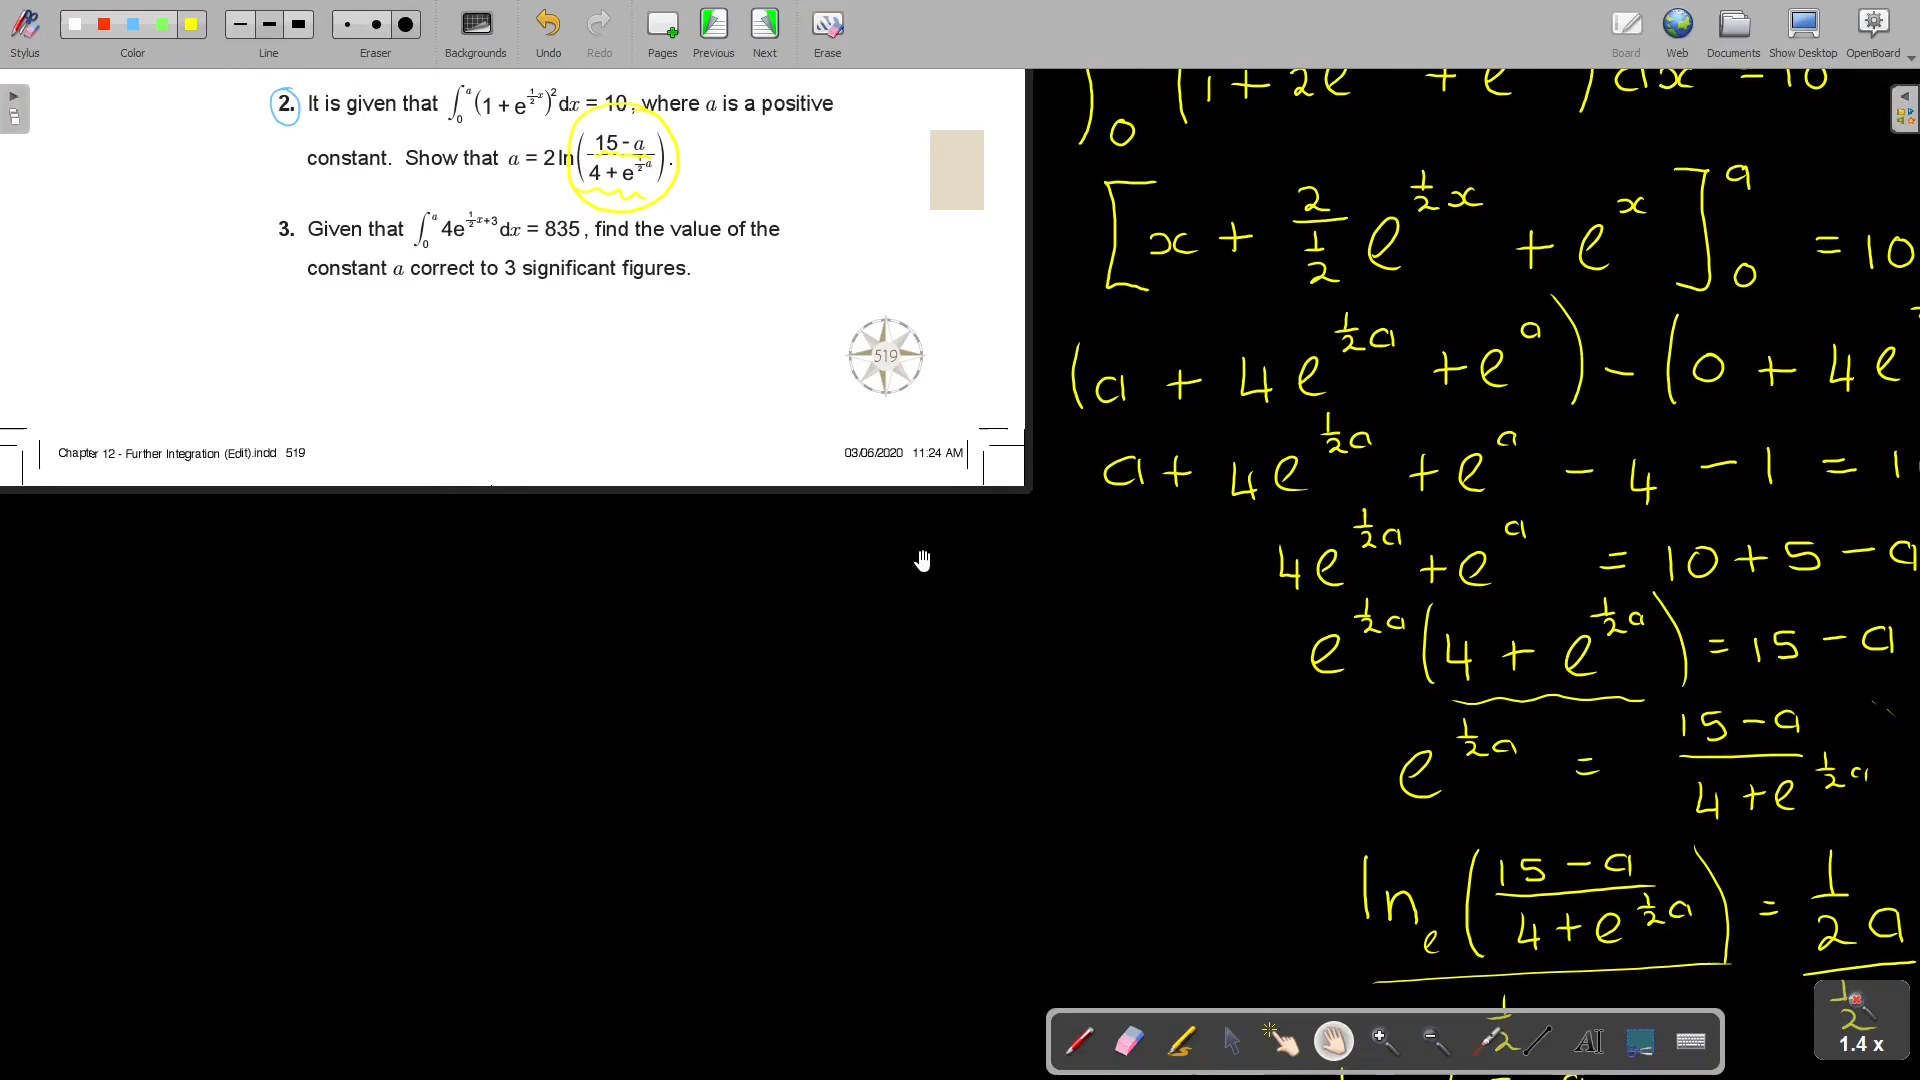 Stylus Color Line Eraser Backgrounds Undo Redo Pages Previous Next Erase Board Web Documents Show Desktop OpenBoard
2. It is given that ∫₀ᵃ (1 + e^(½x))² dx = 10, where a is a positive
constant. Show that a = 2 ln((15 - a)/(4 + e^(½a))).
3. Given that ∫₀ᵃ 4e^(½x+3) dx = 835, find the value of the
constant a correct to 3 significant figures.
519
Chapter 12 - Further Integration (Edit).indd 519 03/06/2020 11:24 AM
[x + 2/(½) e^(½x) + e^x]₀ᵃ = 10
(a + 4e^(½a) + e^a) - (0 + 4e
a + 4e^(½a) + e^a - 4 - 1 = 1
4e^(½a) + e^a = 10 + 5 - a
e^(½a) (4 + e^(½a)) = 15 - a
e^(½a) = (15 - a)/(4 + e^(½a))
ln_e ((15 - a)/(4 + e^(½a))) = ½ a
½ ½
1.4 x